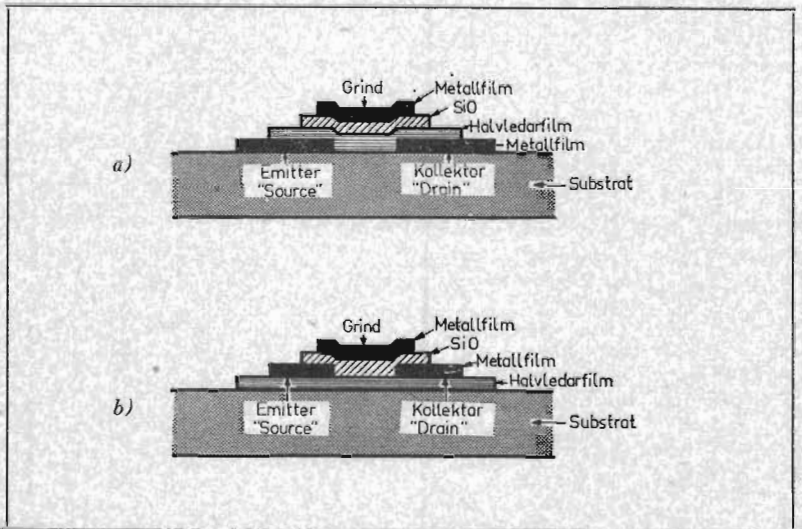 Grind
Metallfilm
SiO
Halvledarfilm
Metallfilm
a)
Emitter
"Source"
Kollektor
"Drain"
Substrat
Grind
Metallfilm
SiO
Metallfilm
Halvledarfilm
b)
Emitter
"Source"
Kollektor
"Drain"
Substrat